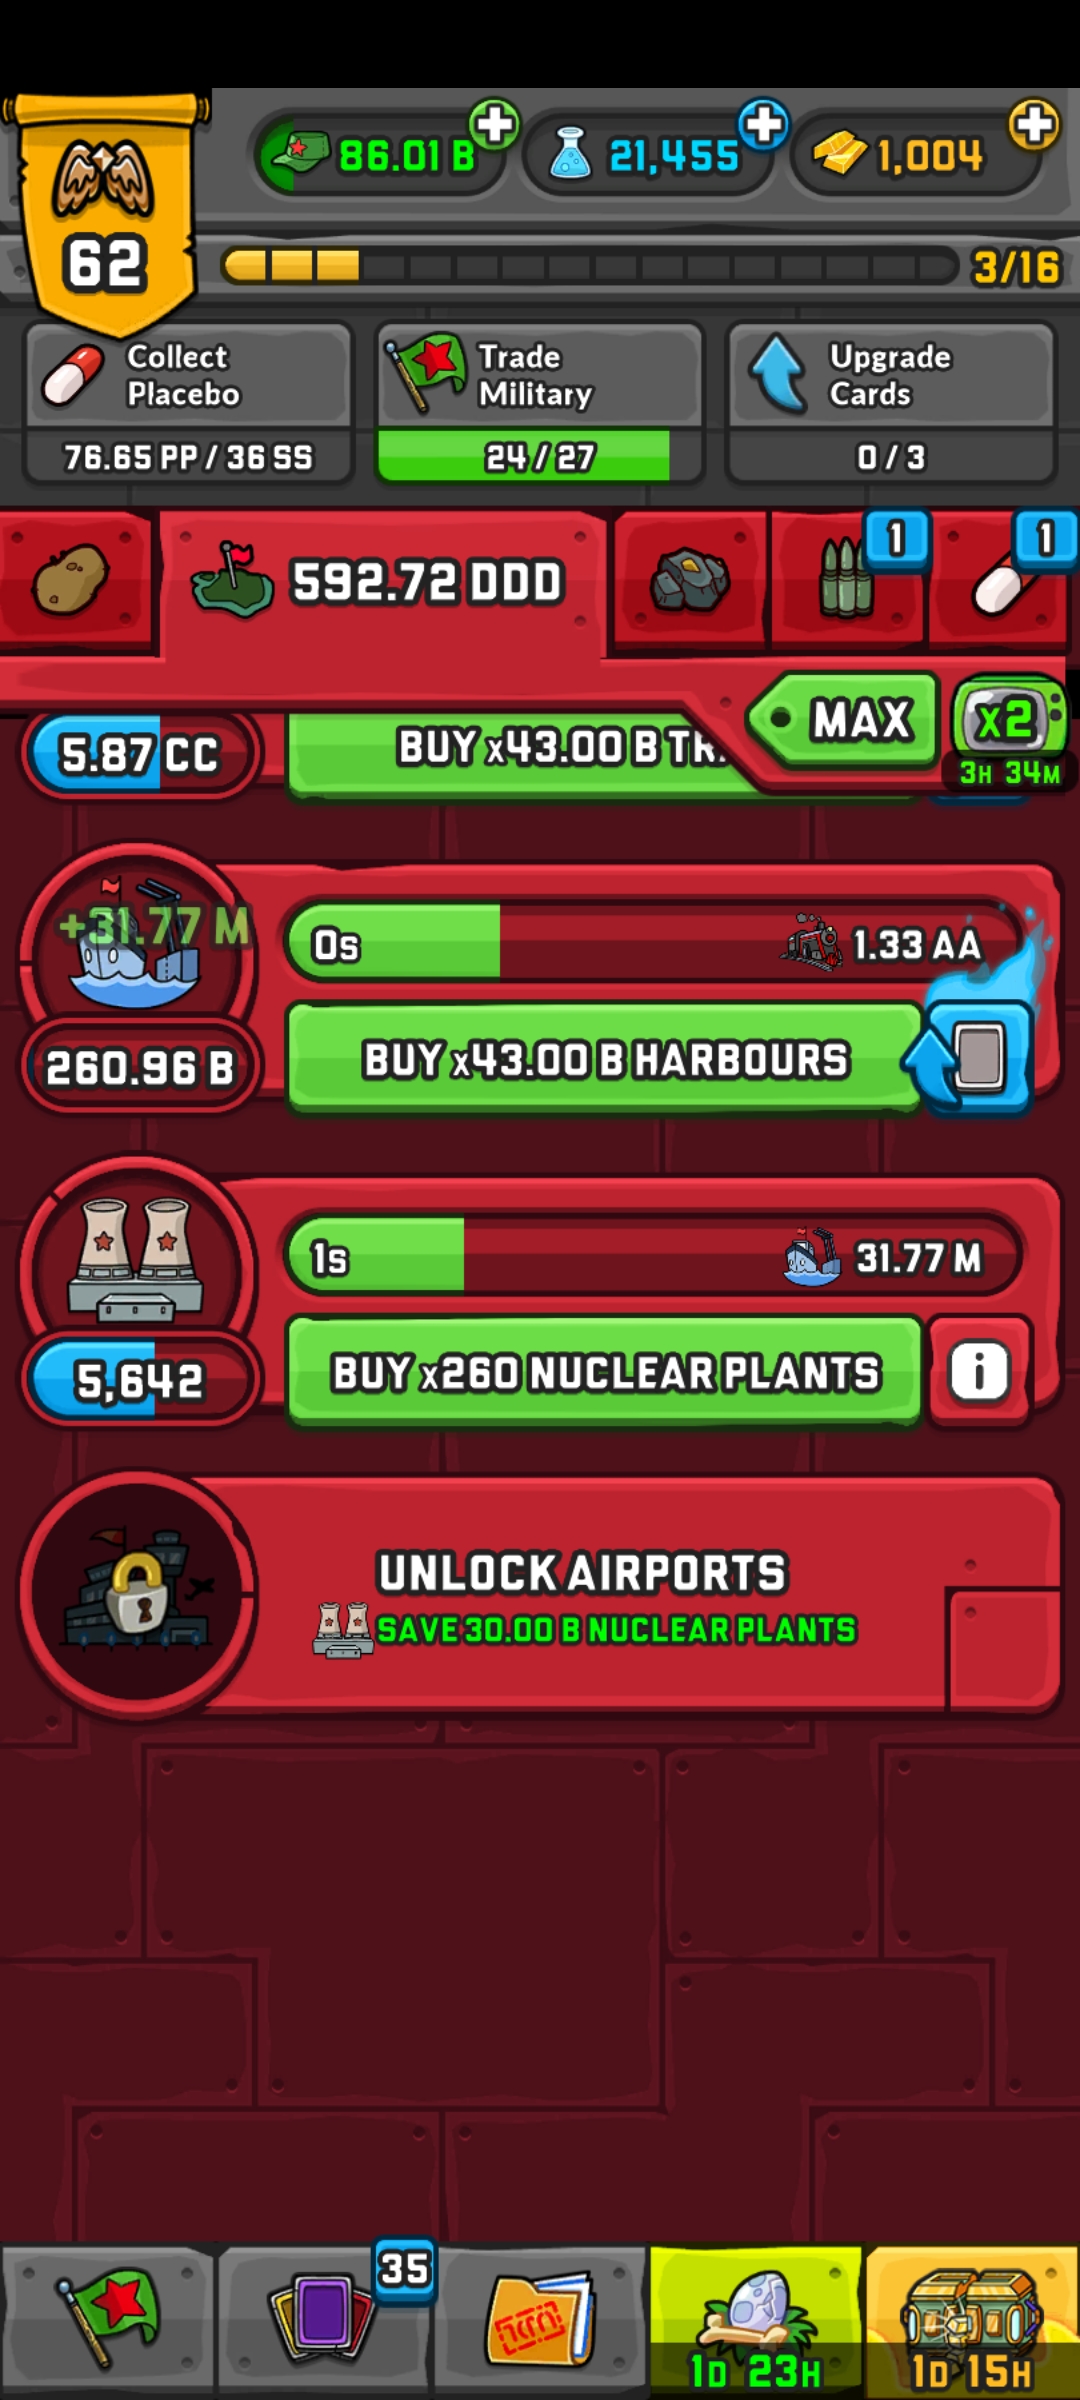 86.01 B
21,455
1,004
62
3/16
Collect
Placebo
76.65 PP / 36 SS
Trade
Military
24 / 27
Upgrade
Cards
0 / 3
592.72 DDD
1
1
MAX
x2
3H 34M
5.87 CC
BUY x43.00 B
+31.77 M
0s
1.33 AA
260.96 B
BUY x43.00 B HARBOURS
1s
31.77 M
5,642
BUY x260 NUCLEAR PLANTS
i
UNLOCK AIRPORTS
SAVE 30.00 B NUCLEAR PLANTS
35
1D 23H
1D 15H